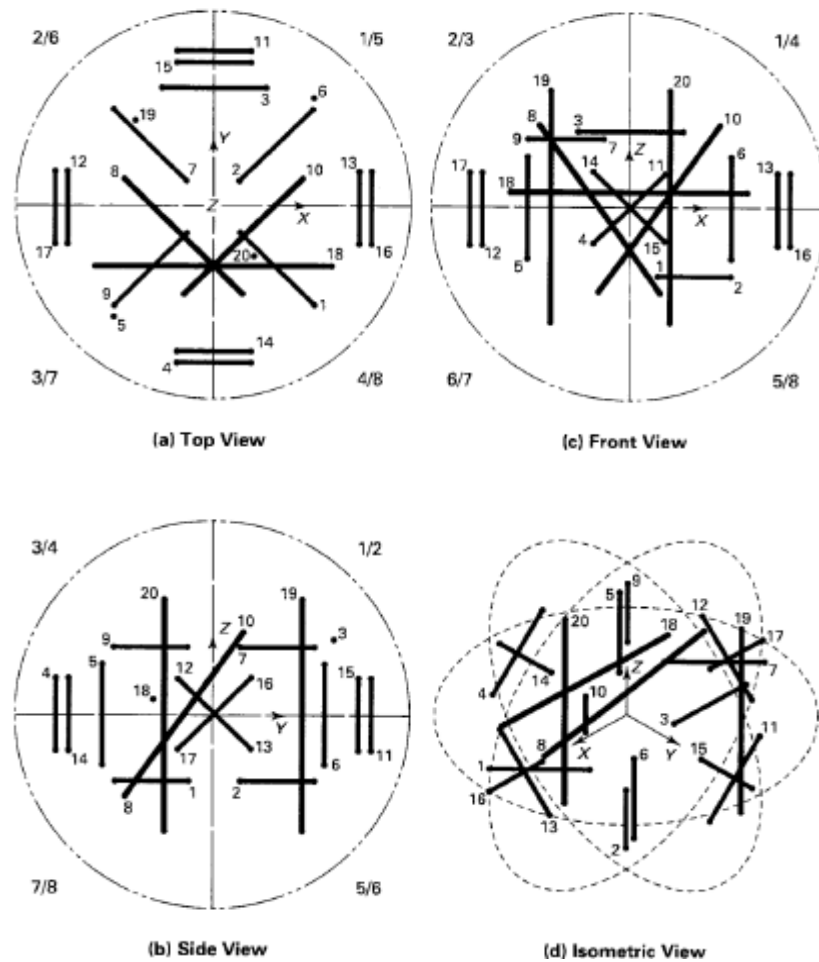 2/6 11 1/5
15
3 6
19
Y
7 2
12 8 10 13
Z X
17 20 18 16
9 1
5
14
4
3/7 4/8
(a) Top View
2/3 1/4
19 20
8 3 10
9 7 Z
17 14 11 6 13
18
X
4 15
12 5 1 16
2
6/7 5/8
(c) Front View
3/4 1/2
20 19
10
9 Z 3
7
4 5 12 16 15
18
Y
14 17 13 11
1 2 6
8
7/8 5/6
(b) Side View
9
5 12
20 18 19
17
Z 7
4 14 10
3
X Y 11
8 6 15
1
16
13 2
(d) Isometric View